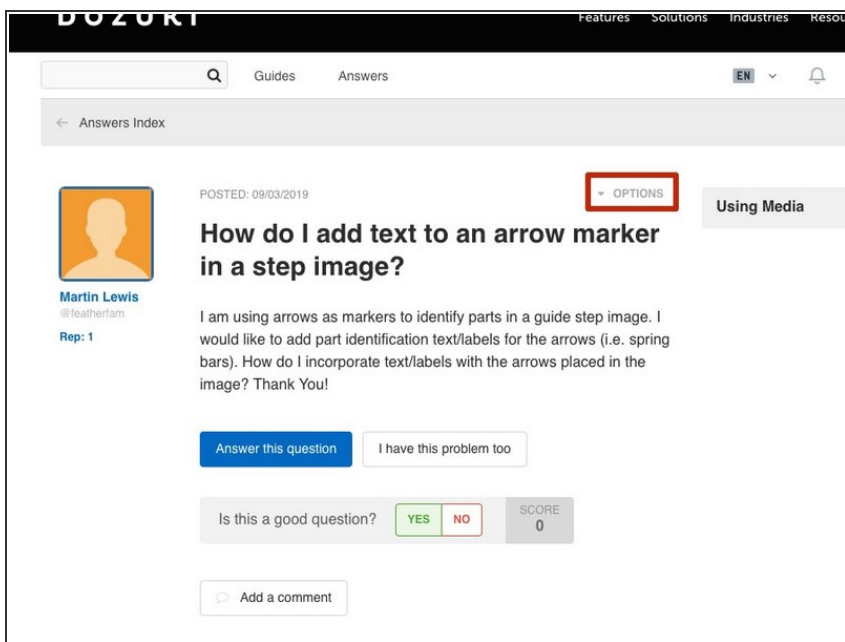 DOZUKI
Features Solutions Industries
Guides Answers EN
← Answers Index
POSTED: 09/03/2019 OPTIONS
Using Media
How do I add text to an arrow marker
in a step image?
Martin Lewis
@featherfam
Rep: 1
I am using arrows as markers to identify parts in a guide step image. I
would like to add part identification text/labels for the arrows (i.e. spring
bars). How do I incorporate text/labels with the arrows placed in the
image? Thank You!
Answer this question I have this problem too
Is this a good question? YES NO SCORE
0
Add a comment